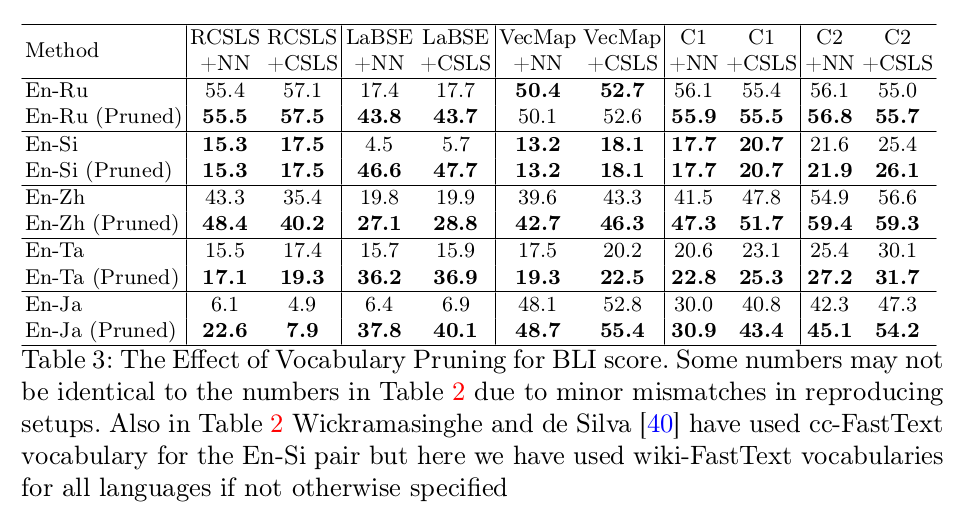 Method RCSLS RCSLS LaBSE LaBSE VecMap VecMap C1 C1 C2 C2
+NN +CSLS +NN +CSLS +NN +CSLS +NN +CSLS +NN +CSLS
En-Ru 55.4 57.1 17.4 17.7 50.4 52.7 56.1 55.4 56.1 55.0
En-Ru (Pruned) 55.5 57.5 43.8 43.7 50.1 52.6 55.9 55.5 56.8 55.7
En-Si 15.3 17.5 4.5 5.7 13.2 18.1 17.7 20.7 21.6 25.4
En-Si (Pruned) 15.3 17.5 46.6 47.7 13.2 18.1 17.7 20.7 21.9 26.1
En-Zh 43.3 35.4 19.8 19.9 39.6 43.3 41.5 47.8 54.9 56.6
En-Zh (Pruned) 48.4 40.2 27.1 28.8 42.7 46.3 47.3 51.7 59.4 59.3
En-Ta 15.5 17.4 15.7 15.9 17.5 20.2 20.6 23.1 25.4 30.1
En-Ta (Pruned) 17.1 19.3 36.2 36.9 19.3 22.5 22.8 25.3 27.2 31.7
En-Ja 6.1 4.9 6.4 6.9 48.1 52.8 30.0 40.8 42.3 47.3
En-Ja (Pruned) 22.6 7.9 37.8 40.1 48.7 55.4 30.9 43.4 45.1 54.2
Table 3: The Effect of Vocabulary Pruning for BLI score. Some numbers may not
be identical to the numbers in Table 2 due to minor mismatches in reproducing
setups. Also in Table 2 Wickramasinghe and de Silva [40] have used cc-FastText
vocabulary for the En-Si pair but here we have used wiki-FastText vocabularies
for all languages if not otherwise specified